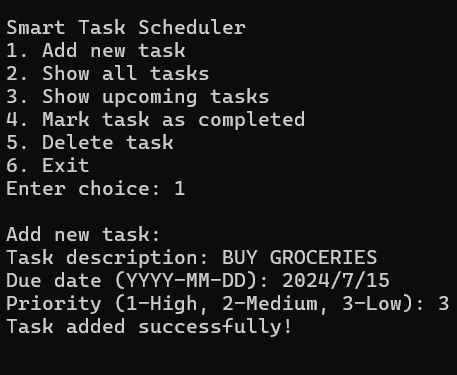 Smart Task Scheduler
1. Add new task
2. Show all tasks
3. Show upcoming tasks
4. Mark task as completed
5. Delete task
6. Exit
Enter choice: 1
Add new task:
Task description: BUY GROCERIES
Due date (YYYY-MM-DD): 2024/7/15
Priority (1-High, 2-Medium, 3-Low): 3
Task added successfully!